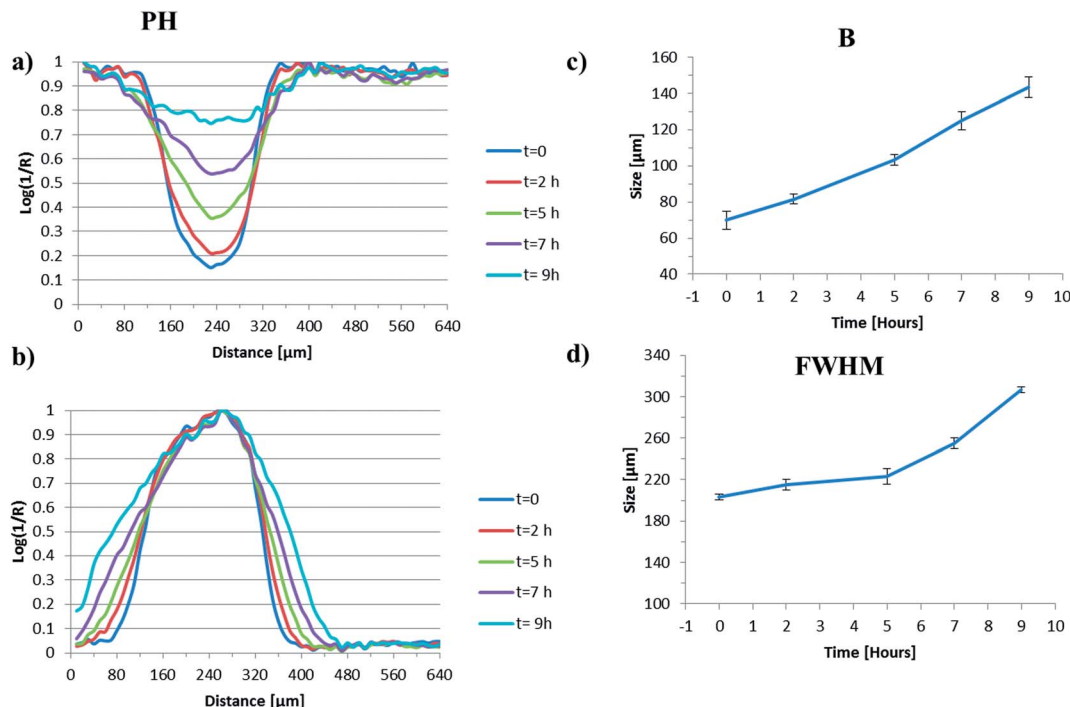 PH
a)
Log(1/R)
1
0.9
0.8
0.7
0.6
0.5
0.4
0.3
0.2
0.1
0
0 80 160 240 320 400 480 560 640
Distance [µm]
t=0
t=2 h
t=5 h
t=7 h
t= 9h
b)
Log(1/R)
1
0.9
0.8
0.7
0.6
0.5
0.4
0.3
0.2
0.1
0
0 80 160 240 320 400 480 560 640
Distance [µm]
t=0
t=2 h
t=5 h
t=7 h
t= 9h
c)
B
Size [µm]
160
140
120
100
80
60
40
-1 0 1 2 3 4 5 6 7 8 9 10
Time [Hours]
d)
FWHM
Size [µm]
340
300
260
220
180
140
100
-1 0 1 2 3 4 5 6 7 8 9 10
Time [Hours]